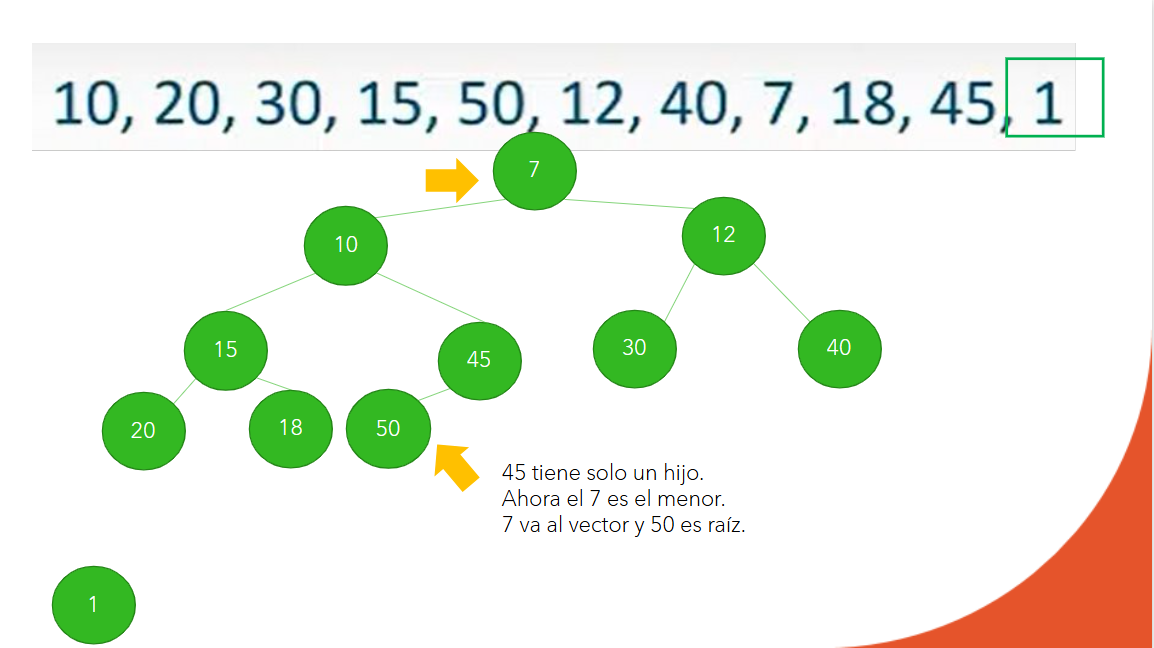 10, 20, 30, 15, 50, 12, 40, 7, 18, 45, 1
7
10
12
15
45
30
40
20
18
50
45 tiene solo un hijo.
Ahora el 7 es el menor.
7 va al vector y 50 es raíz.
1